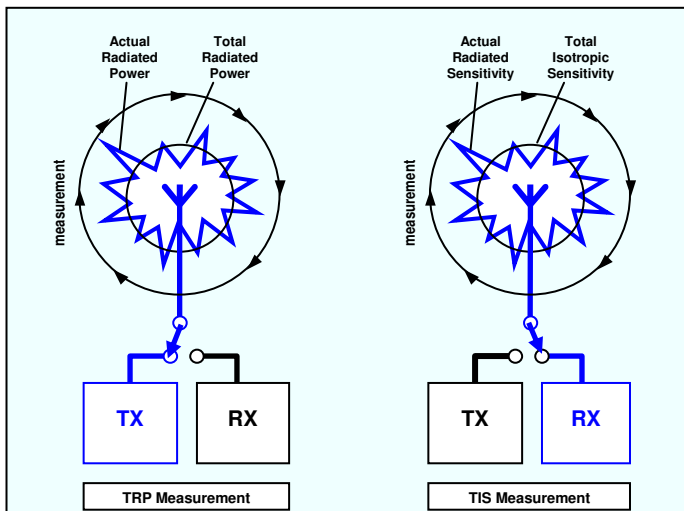 Actual
Radiated
Power
Total
Radiated
Power
measurement
TX
RX
TRP Measurement
Actual
Radiated
Sensitivity
Total
Isotropic
Sensitivity
measurement
TX
RX
TIS Measurement